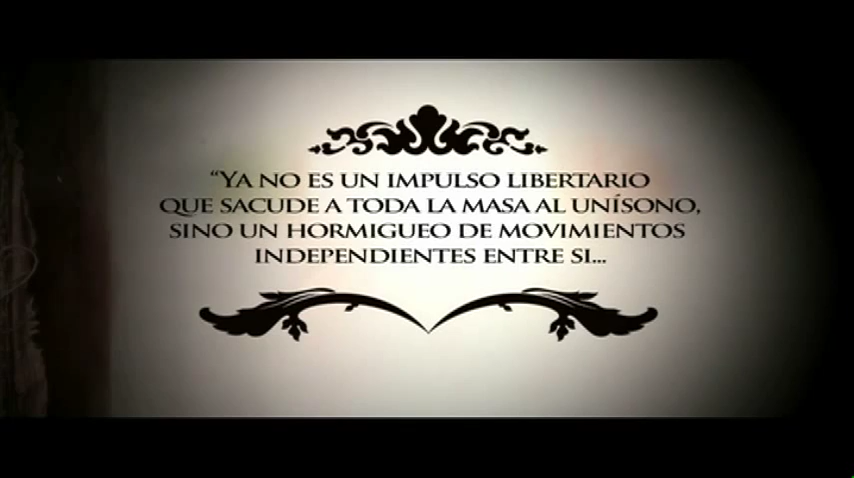 “YA NO ES UN IMPULSO LIBERTARIO
QUE SACUDE A TODA LA MASA AL UNÍSONO,
SINO UN HORMIGUEO DE MOVIMIENTOS
INDEPENDIENTES ENTRE SI...